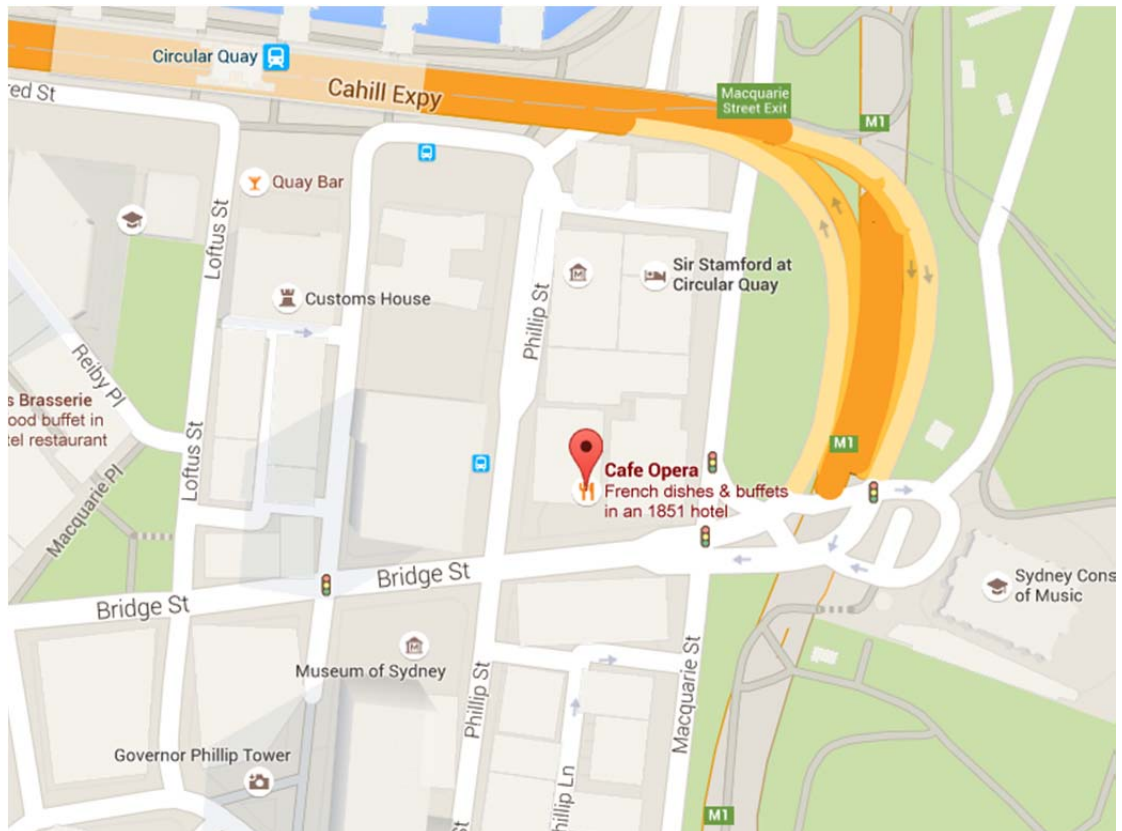 Circular Quay
Cahill Expy
Macquarie
Street Exit
M1
red St
Quay Bar
Loftus St
Customs House
Phillip St
Sir Stamford at
Circular Quay
Reiby Pl
s Brasserie
ood buffet in
tel restaurant
M1
Loftus St
Macquarie Pl
Cafe Opera
French dishes & buffets
in an 1851 hotel
Bridge St
Bridge St
Sydney Cons
of Music
Museum of Sydney
Phillip St
Macquarie St
Governor Phillip Tower
hillip Ln
St
M1